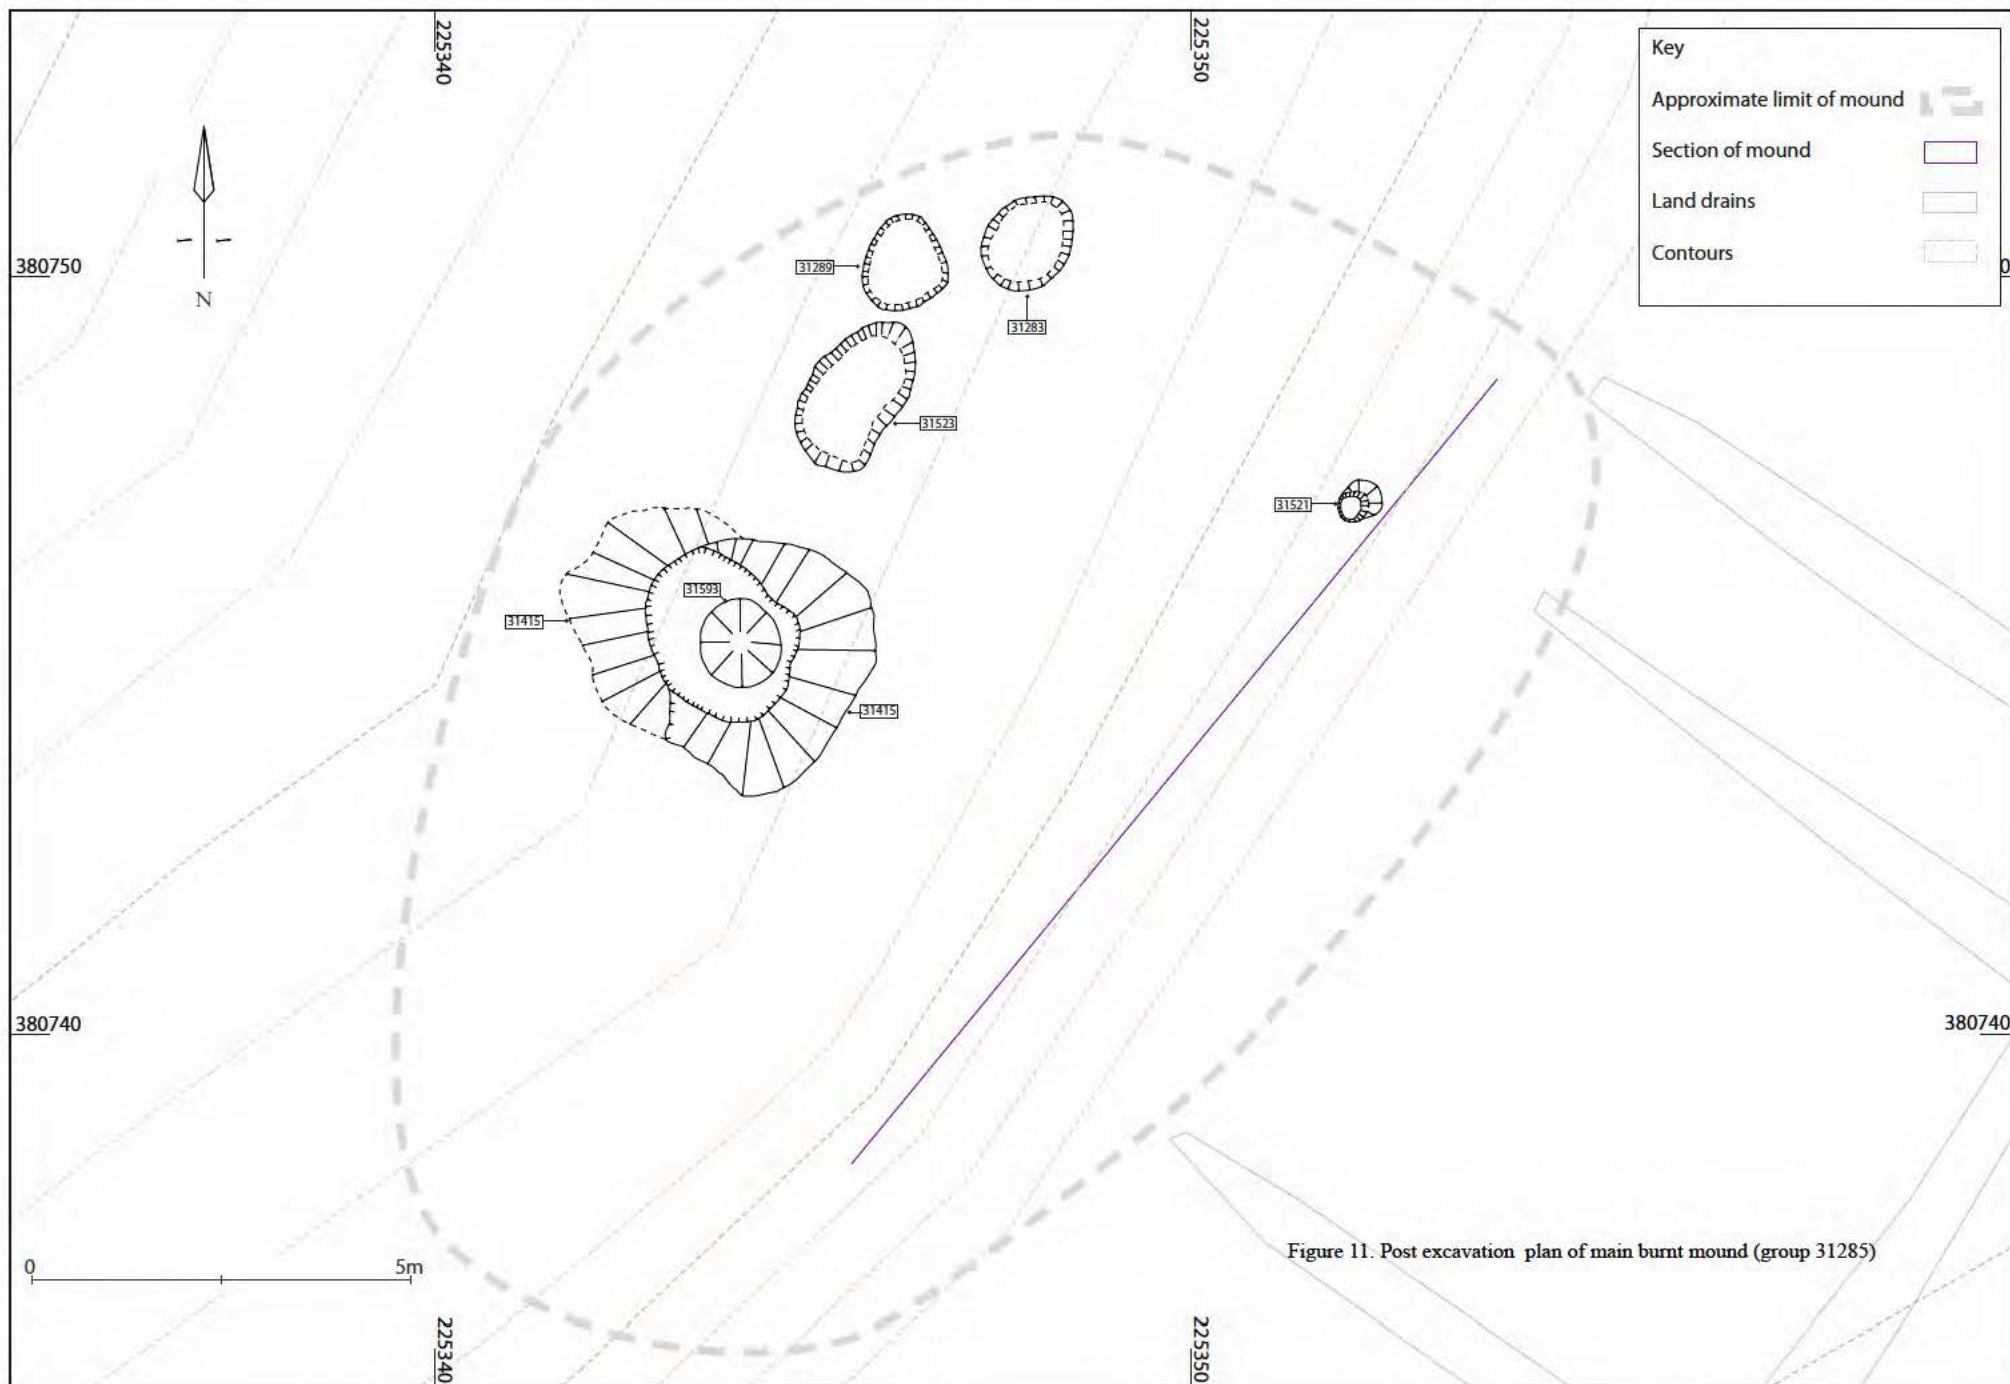 225340
225350
Key
Approximate limit of mound
Section of mound
Land drains
Contours
380750
0
N
31289
31283
31523
31521
31593
31415
31415
380740
380740
Figure 11. Post excavation plan of main burnt mound (group 31285)
0
5m
225340
225350